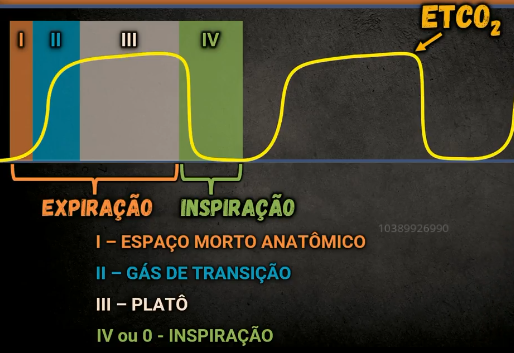 ETCO₂
I II III IV
EXPIRAÇÃO INSPIRAÇÃO
10389926990
I – ESPAÇO MORTO ANATÔMICO
II – GÁS DE TRANSIÇÃO
III – PLATÔ
IV ou 0 - INSPIRAÇÃO